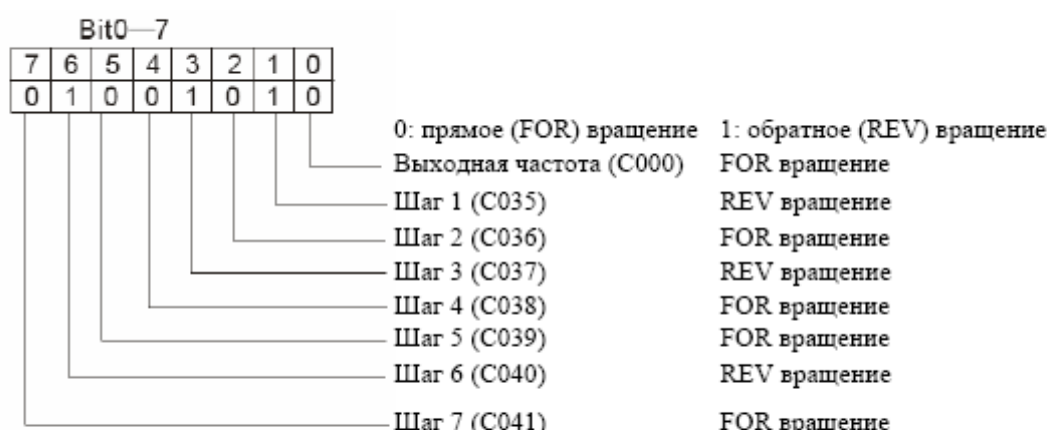 Bit0—7
7 6 5 4 3 2 1 0
0 1 0 0 1 0 1 0
0: прямое (FOR) вращение 1: обратное (REV) вращение
Выходная частота (C000) FOR вращение
Шаг 1 (C035) REV вращение
Шаг 2 (C036) FOR вращение
Шаг 3 (C037) REV вращение
Шаг 4 (C038) FOR вращение
Шаг 5 (C039) FOR вращение
Шаг 6 (C040) REV вращение
Шаг 7 (C041) FOR вращение